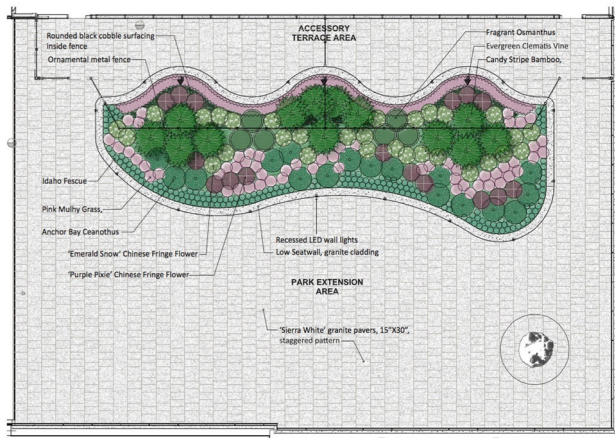 ACCESSORY
TERRACE AREA
Rounded black cobble surfacing
inside fence
Ornamental metal fence
Fragrant Osmanthus
Evergreen Clematis Vine
Candy Stripe Bamboo,
Idaho Fescue
Pink Mulhy Grass,
Anchor Bay Ceanothus
'Emerald Snow' Chinese Fringe Flower
'Purple Pixie' Chinese Fringe Flower
Recessed LED wall lights
Low Seatwall, granite cladding
PARK EXTENSION
AREA
'Sierra White' granite pavers, 15"X30",
staggered pattern